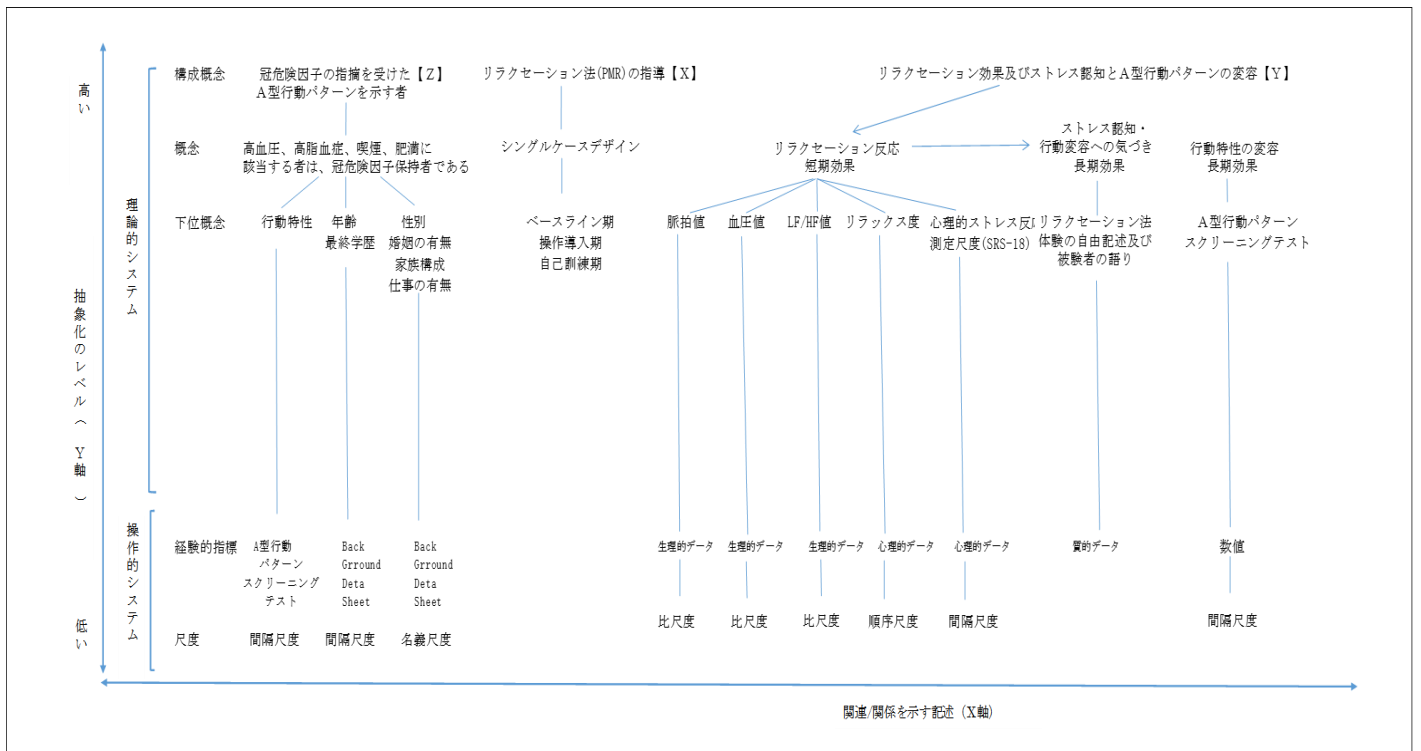 構成概念
冠危険因子の指摘を受けた【Z】
A型行動パターンを示す者
リラクセーション法(PMR)の指導【X】
リラクセーション効果及びストレス認知とA型行動パターンの変容【Y】
高い
概念
高血圧、高脂血症、喫煙、肥満に
該当する者は、冠危険因子保持者である
シングルケースデザイン
リラクセーション反応
短期効果
ストレス認知・
行動変容への気づき
長期効果
行動特性の変容
長期効果
理論的システム
下位概念
行動特性
年齢
最終学歴
性別
婚姻の有無
家族構成
仕事の有無
ベースライン期
操作導入期
自己訓練期
脈拍値
血圧値
LF/HF値
リラックス度
心理的ストレス反応
測定尺度(SRS-18)
リラクセーション法
体験の自由記述及び
被験者の語り
A型行動パターン
スクリーニングテスト
抽象化のレベル(Y軸)
操作的システム
経験的指標
A型行動
パターン
スクリーニング
テスト
Back
Grround
Deta
Sheet
Back
Grround
Deta
Sheet
生理的データ
生理的データ
生理的データ
心理的データ
心理的データ
質的データ
数値
低い
尺度
間隔尺度
間隔尺度
名義尺度
比尺度
比尺度
比尺度
順序尺度
間隔尺度
間隔尺度
関連/関係を示す記述(X軸)